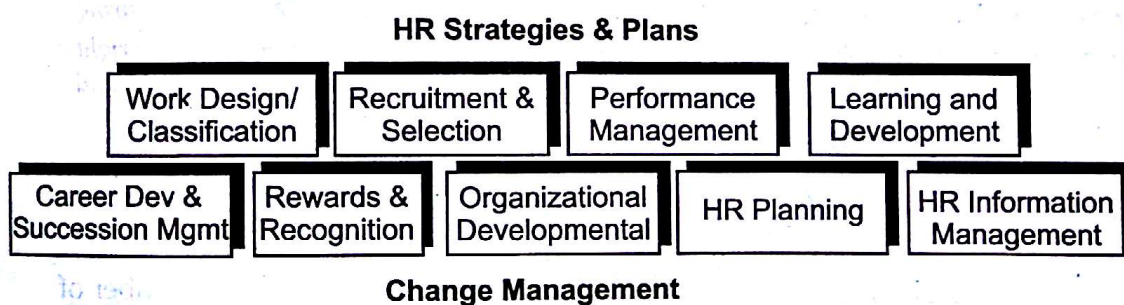 HR Strategies & Plans
Work Design/
Classification
Recruitment &
Selection
Performance
Management
Learning and
Development
Career Dev &
Succession Mgmt
Rewards &
Recognition
Organizational
Developmental
HR Planning
HR Information
Management
Change Management